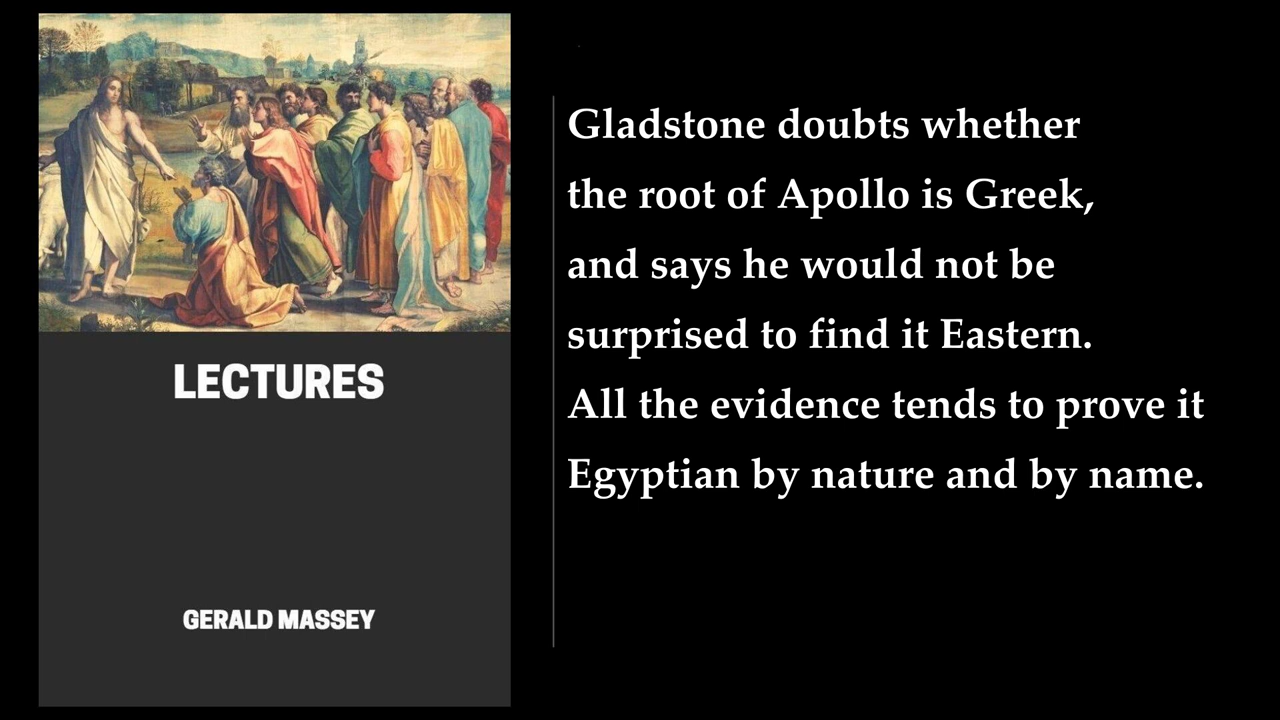 LECTURES
GERALD MASSEY
Gladstone doubts whether
the root of Apollo is Greek,
and says he would not be
surprised to find it Eastern.
All the evidence tends to prove it
Egyptian by nature and by name.